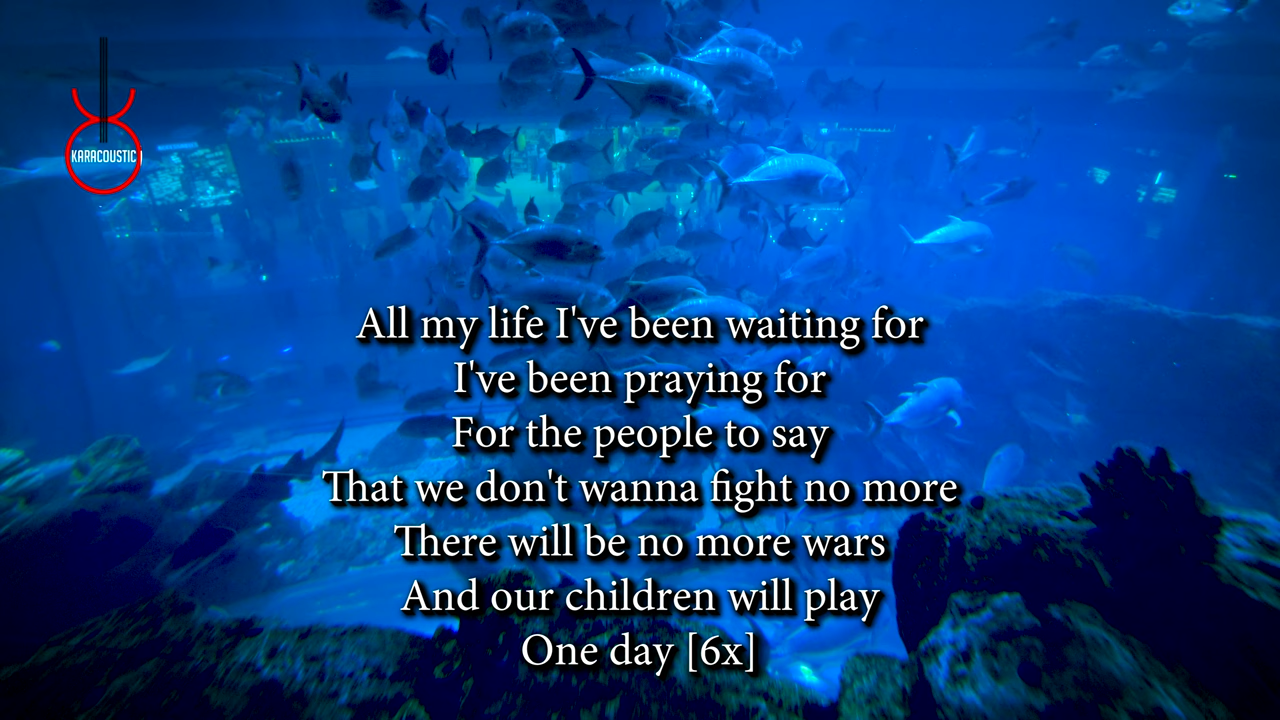 KARACOUSTIC
All my life I've been waiting for
I've been praying for
For the people to say
That we don't wanna fight no more
There will be no more wars
And our children will play
One day [6x]